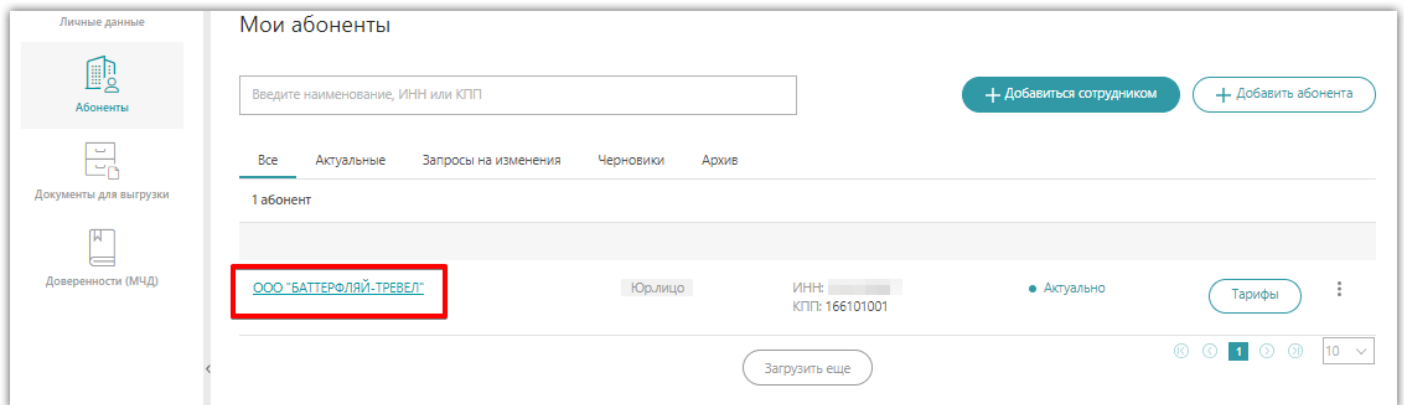 Личные данные
Мои абоненты
Абоненты
Введите наименование, ИНН или КПП
Добавиться сотрудником
Добавить абонента
Документы для выгрузки
Все Актуальные Запросы на изменения Черновики Архив
1 абонент
Доверенности (МЧД)
ООО "БАТТЕРФЛЯЙ-ТРЕВЕЛ"
Юр.лицо
ИНН:
КПП: 166101001
Актуально
Тарифы
1
10
Загрузить еще